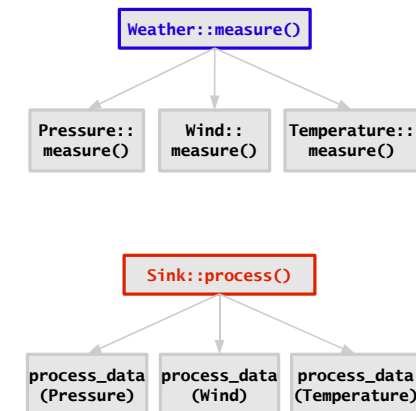 Weather::measure()
Pressure::
measure()
Wind::
measure()
Temperature::
measure()
Sink::process()
process_data
(Pressure)
process_data
(Wind)
process_data
(Temperature)